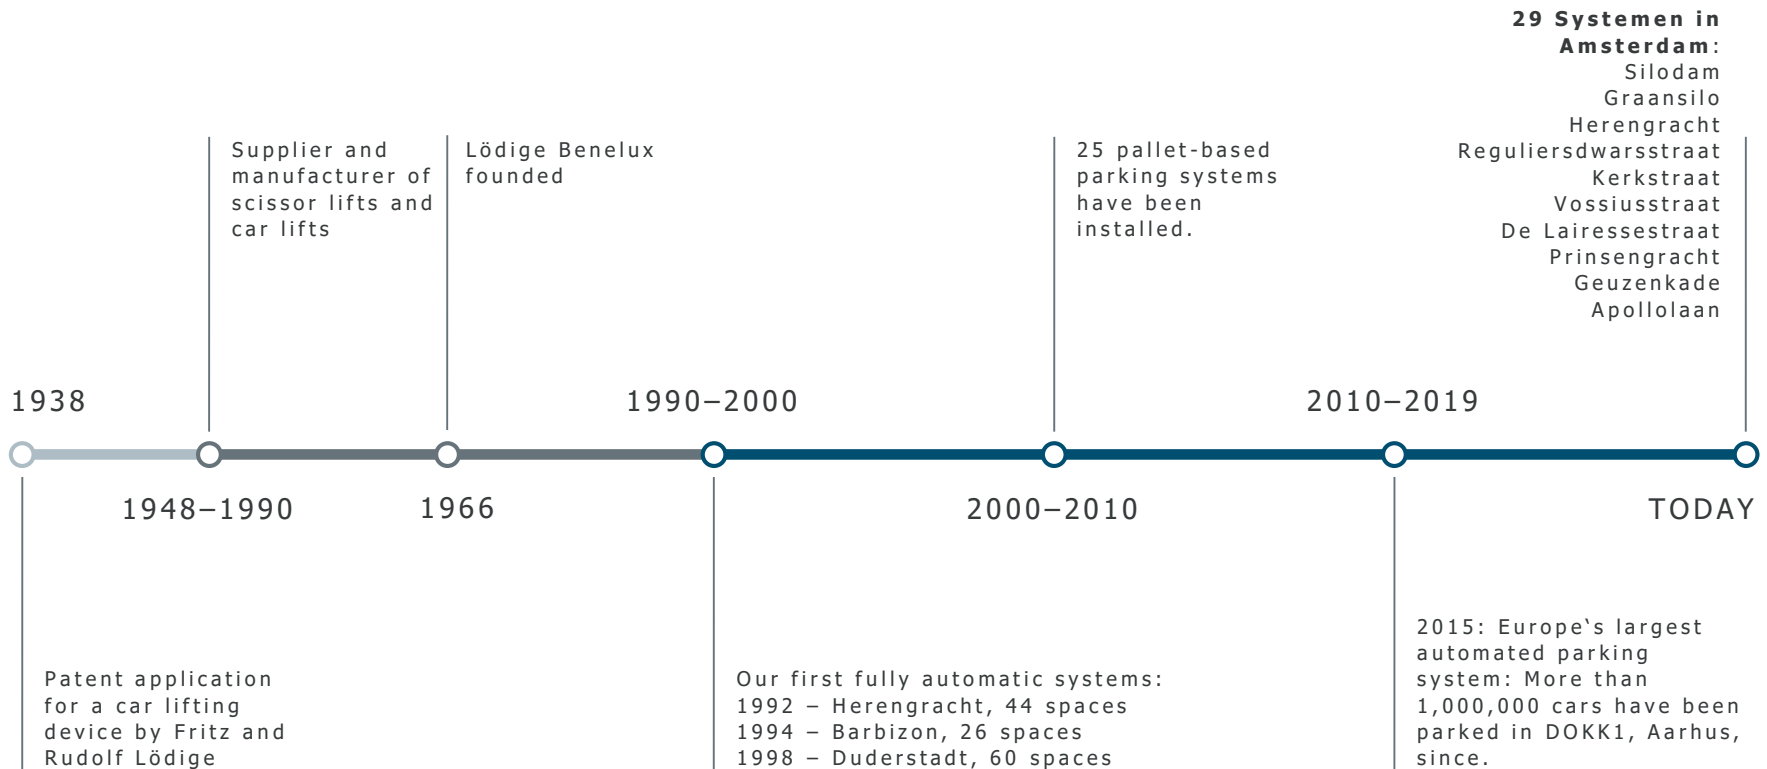 29 Systemen in
Amsterdam:
Silodam
Graansilo
Herengracht
Reguliersdwarsstraat
Kerkstraat
Vossiusstraat
De Lairessestraat
Prinsengracht
Geuzenkade
Apollolaan
Supplier and
manufacturer of
scissor lifts and
car lifts
Lödige Benelux
founded
25 pallet-based
parking systems
have been
installed.
1938
1990–2000
2010–2019
1948–1990
1966
2000–2010
TODAY
Patent application
for a car lifting
device by Fritz and
Rudolf Lödige
Our first fully automatic systems:
1992 – Herengracht, 44 spaces
1994 – Barbizon, 26 spaces
1998 – Duderstadt, 60 spaces
2015: Europe‘s largest
automated parking
system: More than
1,000,000 cars have been
parked in DOKK1, Aarhus,
since.